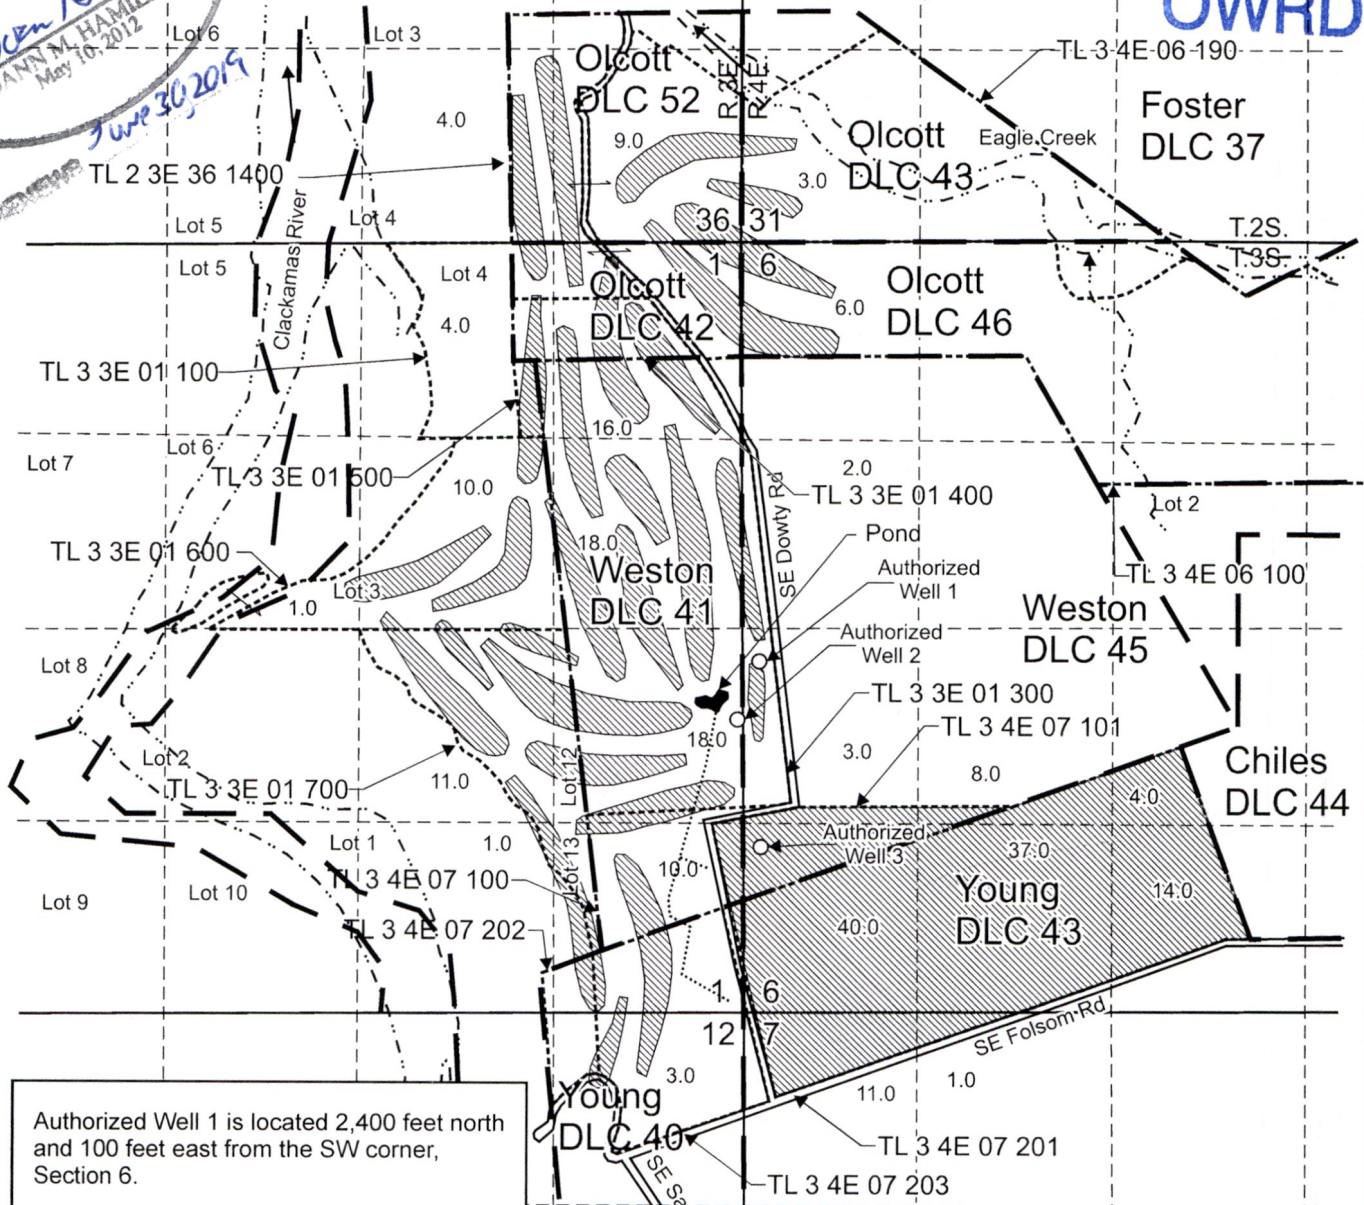 OWRD
ANN M. HAMIL
May 10, 2012
June 30, 2019
RENEWS
Lot 6
Lot 3
Olcott
DLC 52
R.3E.
R.4E.
TL 3 4E 06 190
Foster
DLC 37
4.0
9.0
Olcott
DLC 43
Eagle Creek
TL 2 3E 36 1400
3.0
Lot 5
Lot 4
36
31
T.2S.
T.3S.
Lot 5
Clackamas River
Lot 4
1
6
Olcott
DLC 42
Olcott
DLC 46
4.0
6.0
TL 3 3E 01 100
16.0
Lot 7
Lot 6
TL 3 3E 01 500
10.0
2.0
TL 3 3E 01 400
SE Dowty Rd
Lot 2
Pond
TL 3 3E 01 600
18.0
Weston
DLC 41
Authorized
Well 1
TL 3 4E 06 100
Lot 3
1.0
Weston
DLC 45
Authorized
Well 2
Lot 8
TL 3 3E 01 300
TL 3 4E 07 101
18.0
3.0
Lot 2
Lot 12
8.0
Chiles
DLC 44
TL 3 3E 01 700
11.0
4.0
Lot 1
1.0
Authorized
Well 3
37.0
Lot 13
10.0
TL 3 4E 07 100
Lot 9
Lot 10
Young
DLC 43
14.0
40.0
TL 3 4E 07 202
1
6
12
7
SE Folsom Rd
3.0
11.0
1.0
Young
DLC 40
TL 3 4E 07 201
TL 3 4E 07 203
SE Sa
Authorized Well 1 is located 2,400 feet north
and 100 feet east from the SW corner,
Section 6.